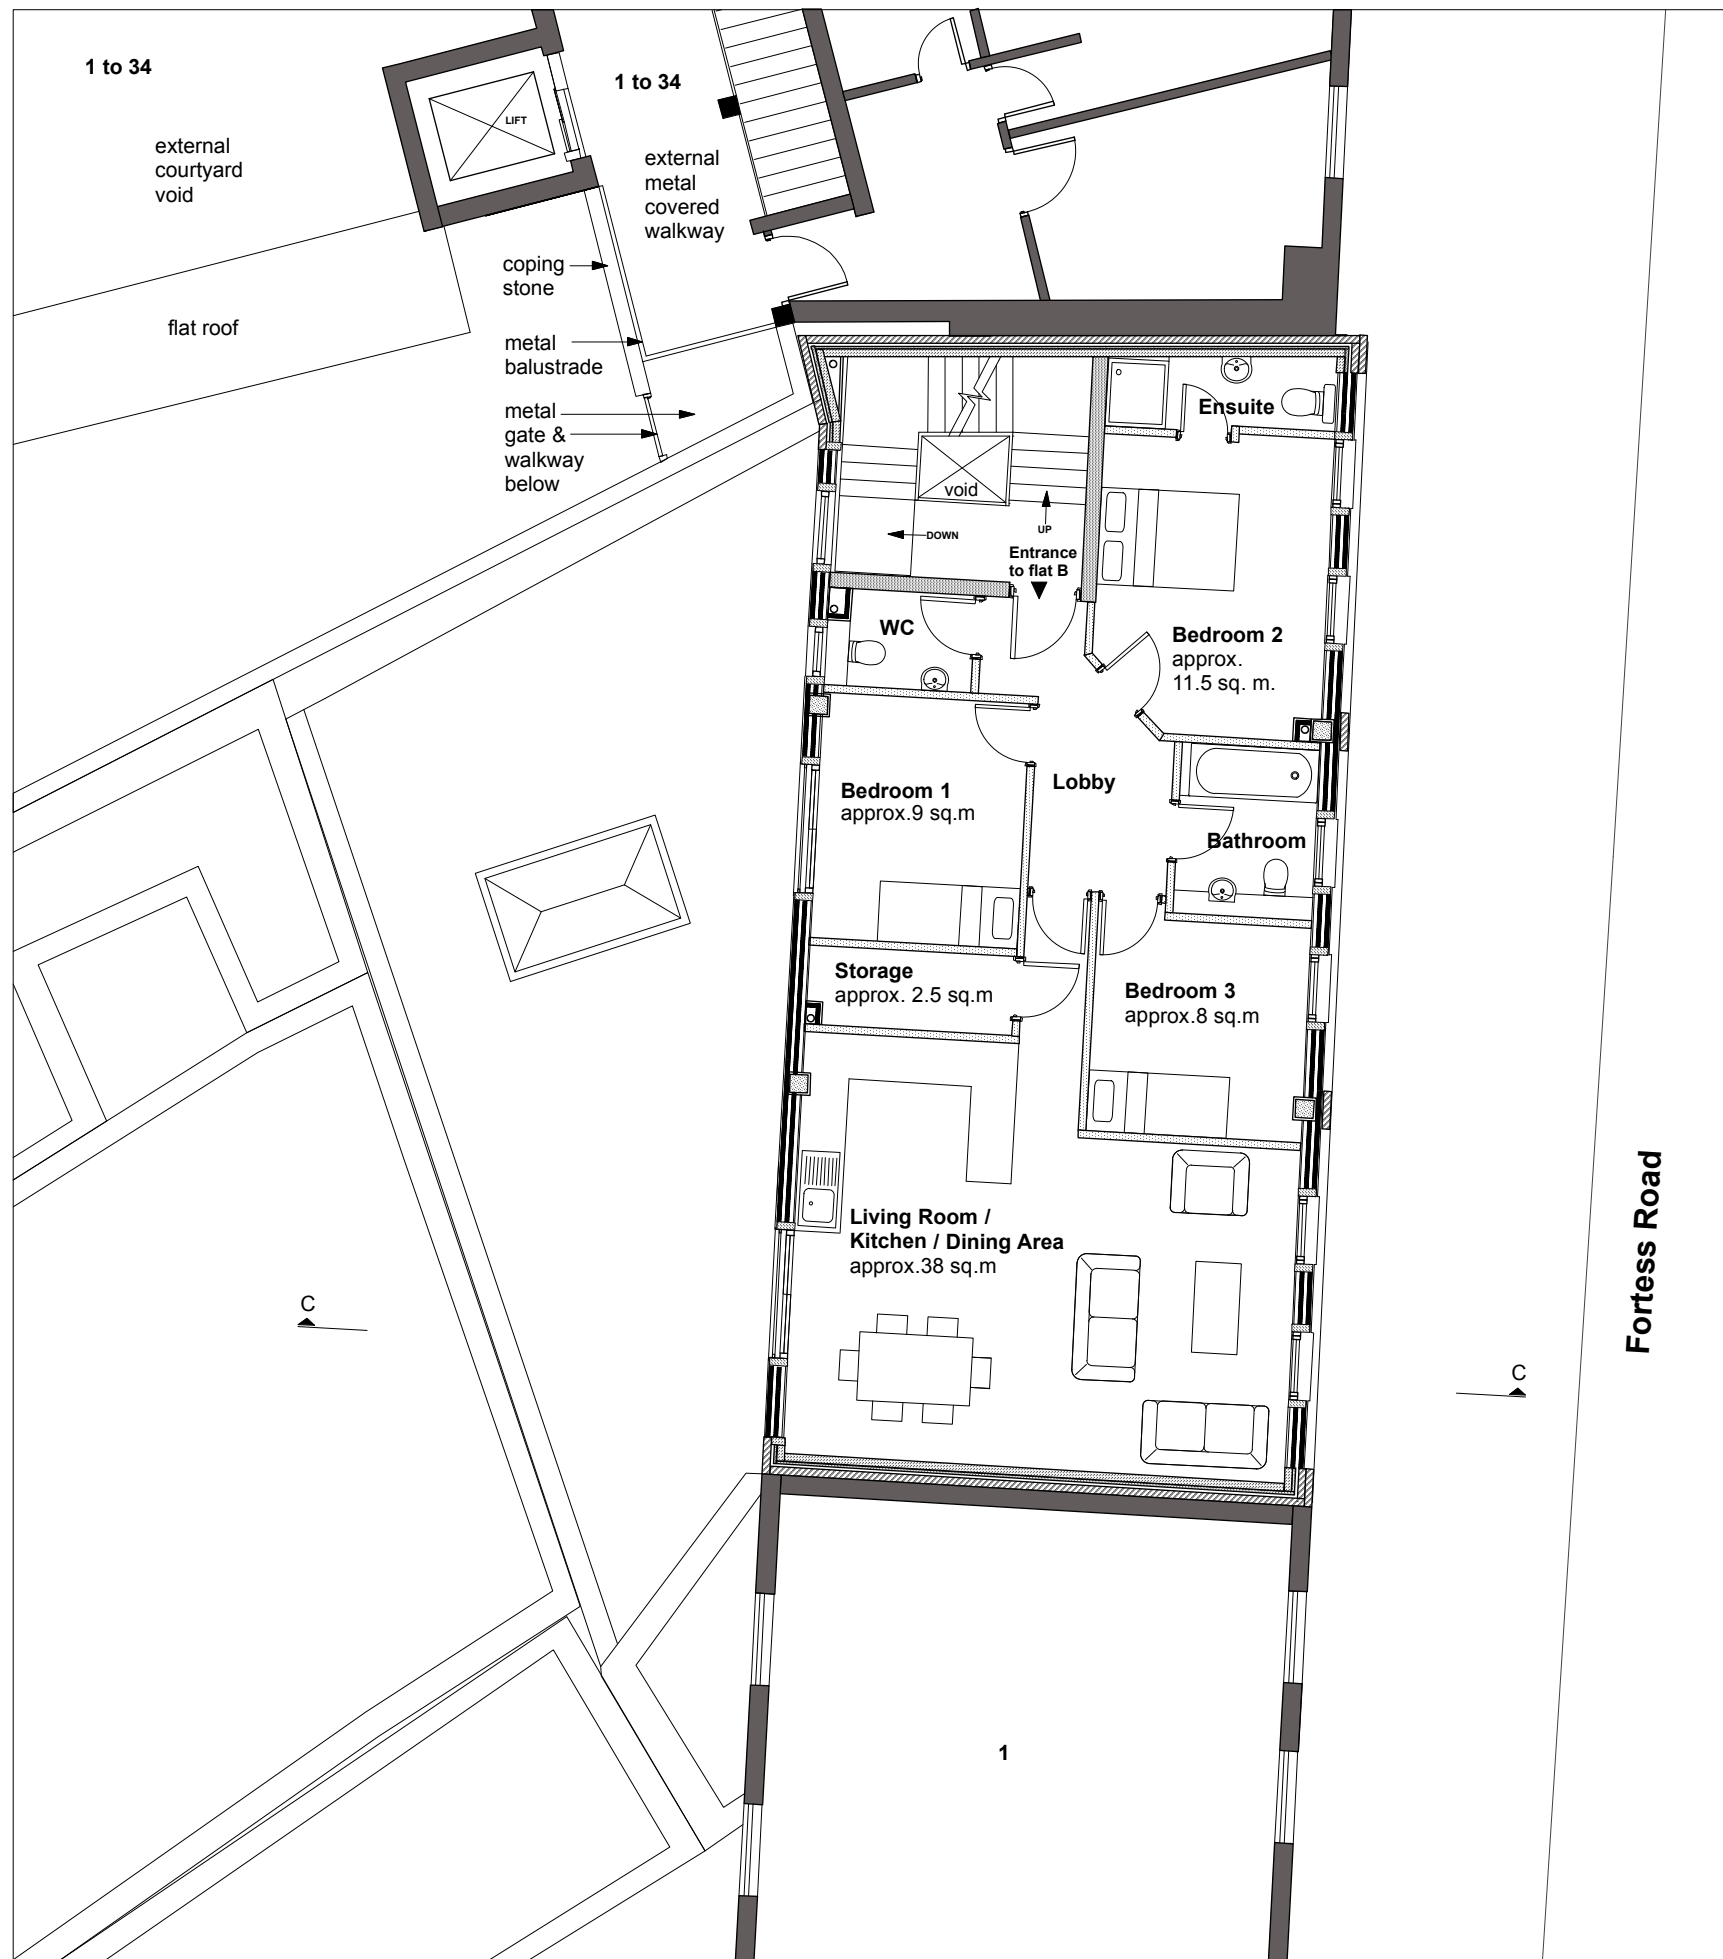 1 to 34
external
courtyard
void
LIFT
1 to 34
external
metal
covered
walkway
coping
stone
flat roof
metal
balustrade
metal
gate &
walkway
below
Ensuite
void
UP
DOWN
Entrance
to flat B
WC
Bedroom 2
approx.
11.5 sq. m.
Lobby
Bedroom 1
approx.9 sq.m
Bathroom
Storage
approx. 2.5 sq.m
Bedroom 3
approx.8 sq.m
Living Room /
Kitchen / Dining Area
approx.38 sq.m
Fortess Road
C
C
1